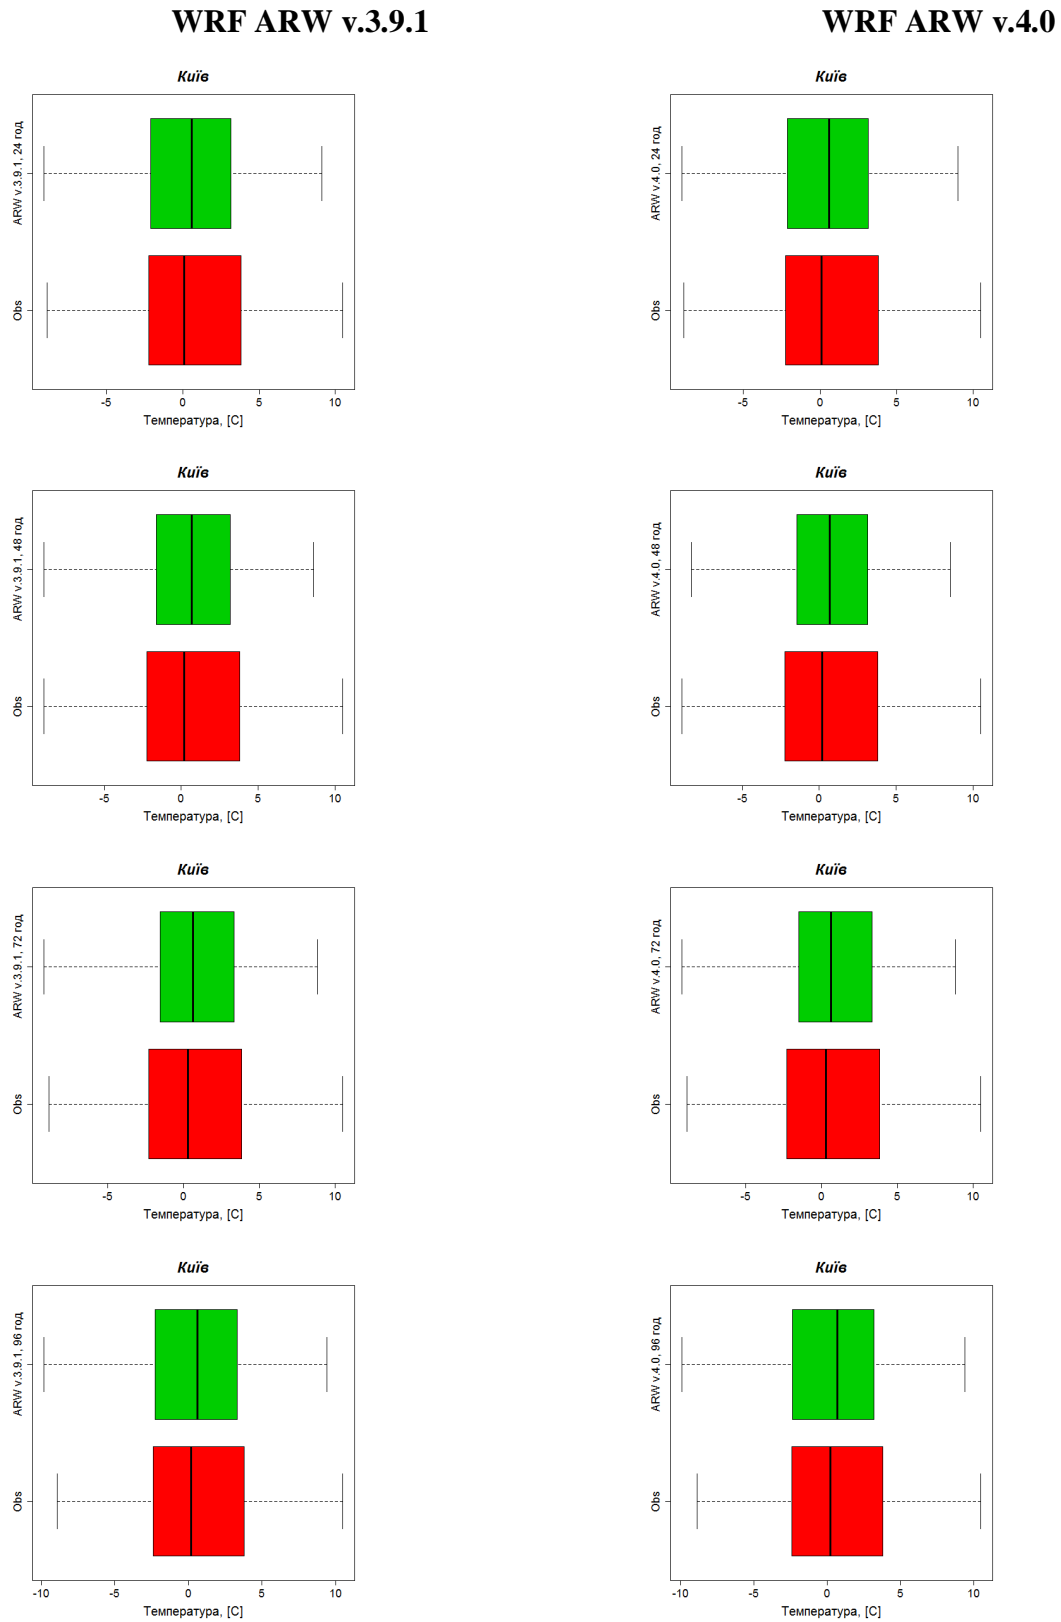 WRF ARW v.3.9.1
WRF ARW v.4.0
Київ
ARW v.3.9.1, 24 год
Obs
-5 0 5 10
Температура, [C]
Київ
ARW v.4.0, 24 год
Obs
-5 0 5 10
Температура, [C]
Київ
ARW v.3.9.1, 48 год
Obs
-5 0 5 10
Температура, [C]
Київ
ARW v.4.0, 48 год
Obs
-5 0 5 10
Температура, [C]
Київ
ARW v.3.9.1, 72 год
Obs
-5 0 5 10
Температура, [C]
Київ
ARW v.4.0, 72 год
Obs
-5 0 5 10
Температура, [C]
Київ
ARW v.3.9.1, 96 год
Obs
-10 -5 0 5 10
Температура, [C]
Київ
ARW v.4.0, 96 год
Obs
-10 -5 0 5 10
Температура, [C]